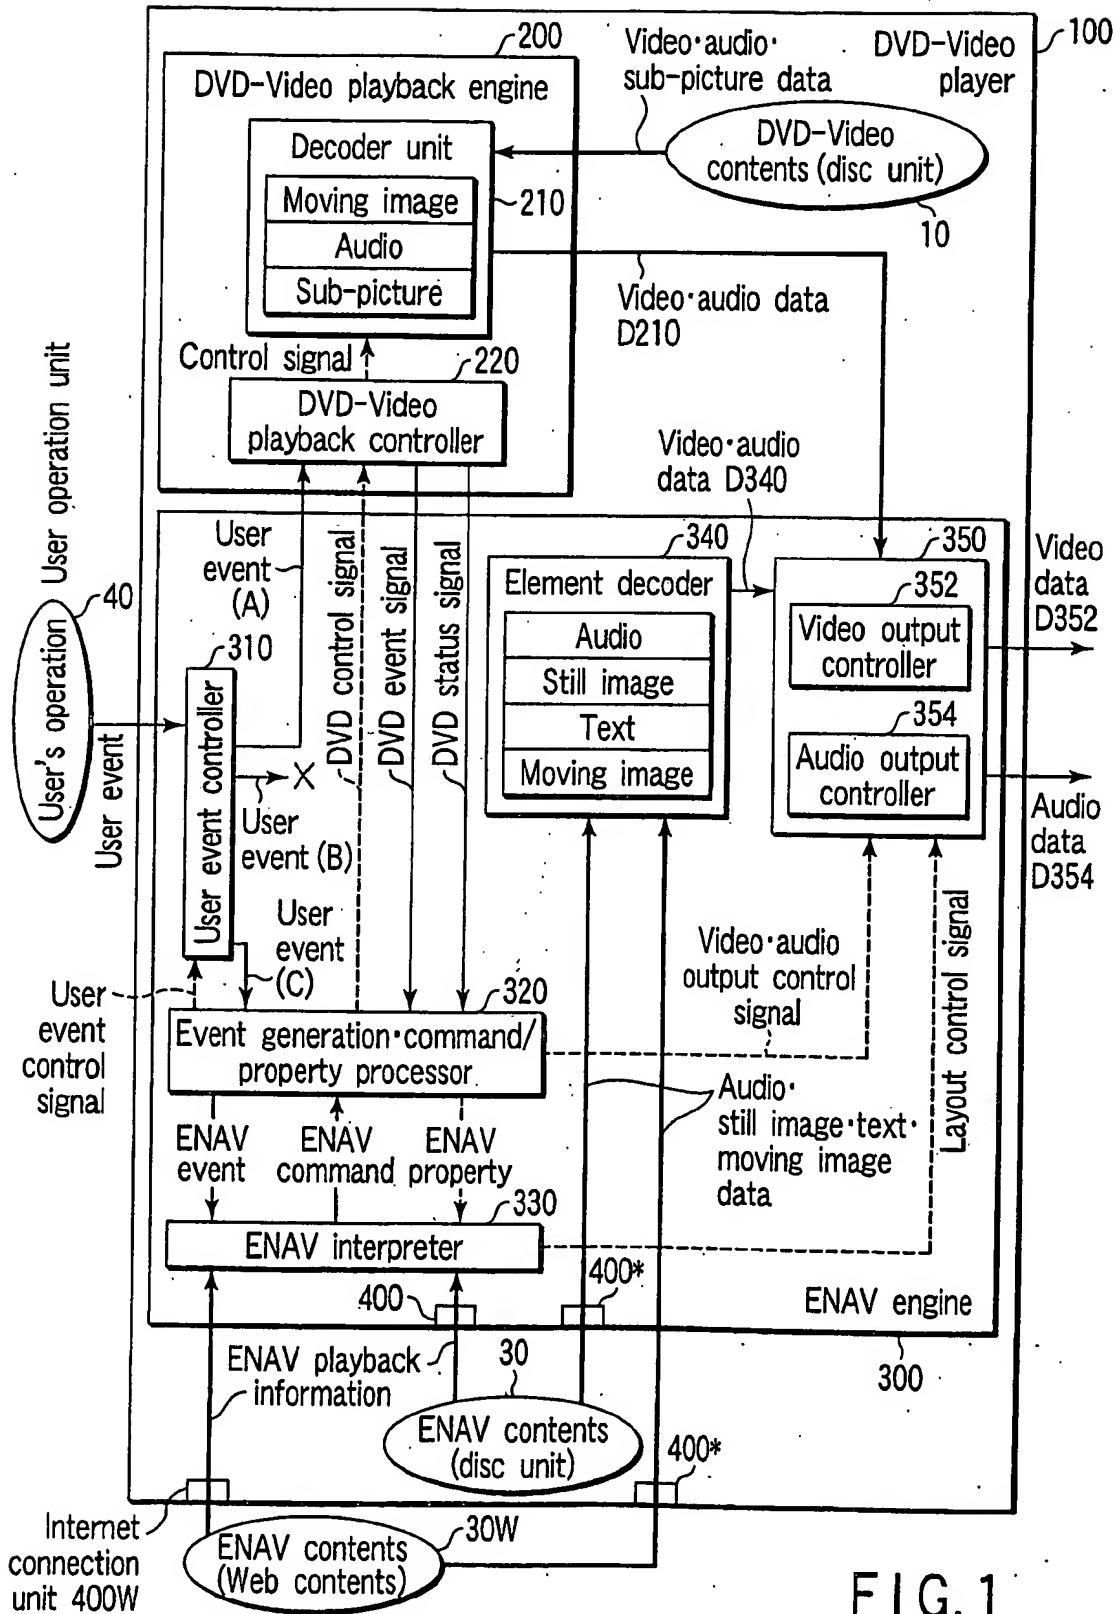 200
Video·audio·
sub-picture data
DVD-Video
player
100
DVD-Video playback engine
Decoder unit
Moving image
Audio
Sub-picture
210
DVD-Video
contents (disc unit)
10
Video·audio data
D210
Control signal
220
DVD-Video
playback controller
Video·audio
data D340
User operation unit
40
User's operation
User event
310
User event controller
User
event
(A)
X
User
event (B)
User
event
(C)
DVD control signal
DVD event signal
DVD status signal
340
Element decoder
Audio
Still image
Text
Moving image
350
352
Video output
controller
354
Audio output
controller
Video
data
D352
Audio
data
D354
User
event
control
signal
320
Event generation·command/
property processor
Video·audio
output control
signal
Layout control signal
ENAV
event
ENAV
command
ENAV
property
Audio·
still image·text·
moving image
data
330
ENAV interpreter
400
400*
ENAV engine
300
ENAV playback
information
30
ENAV contents
(disc unit)
400*
Internet
connection
unit 400W
30W
ENAV contents
(Web contents)
FIG. 1